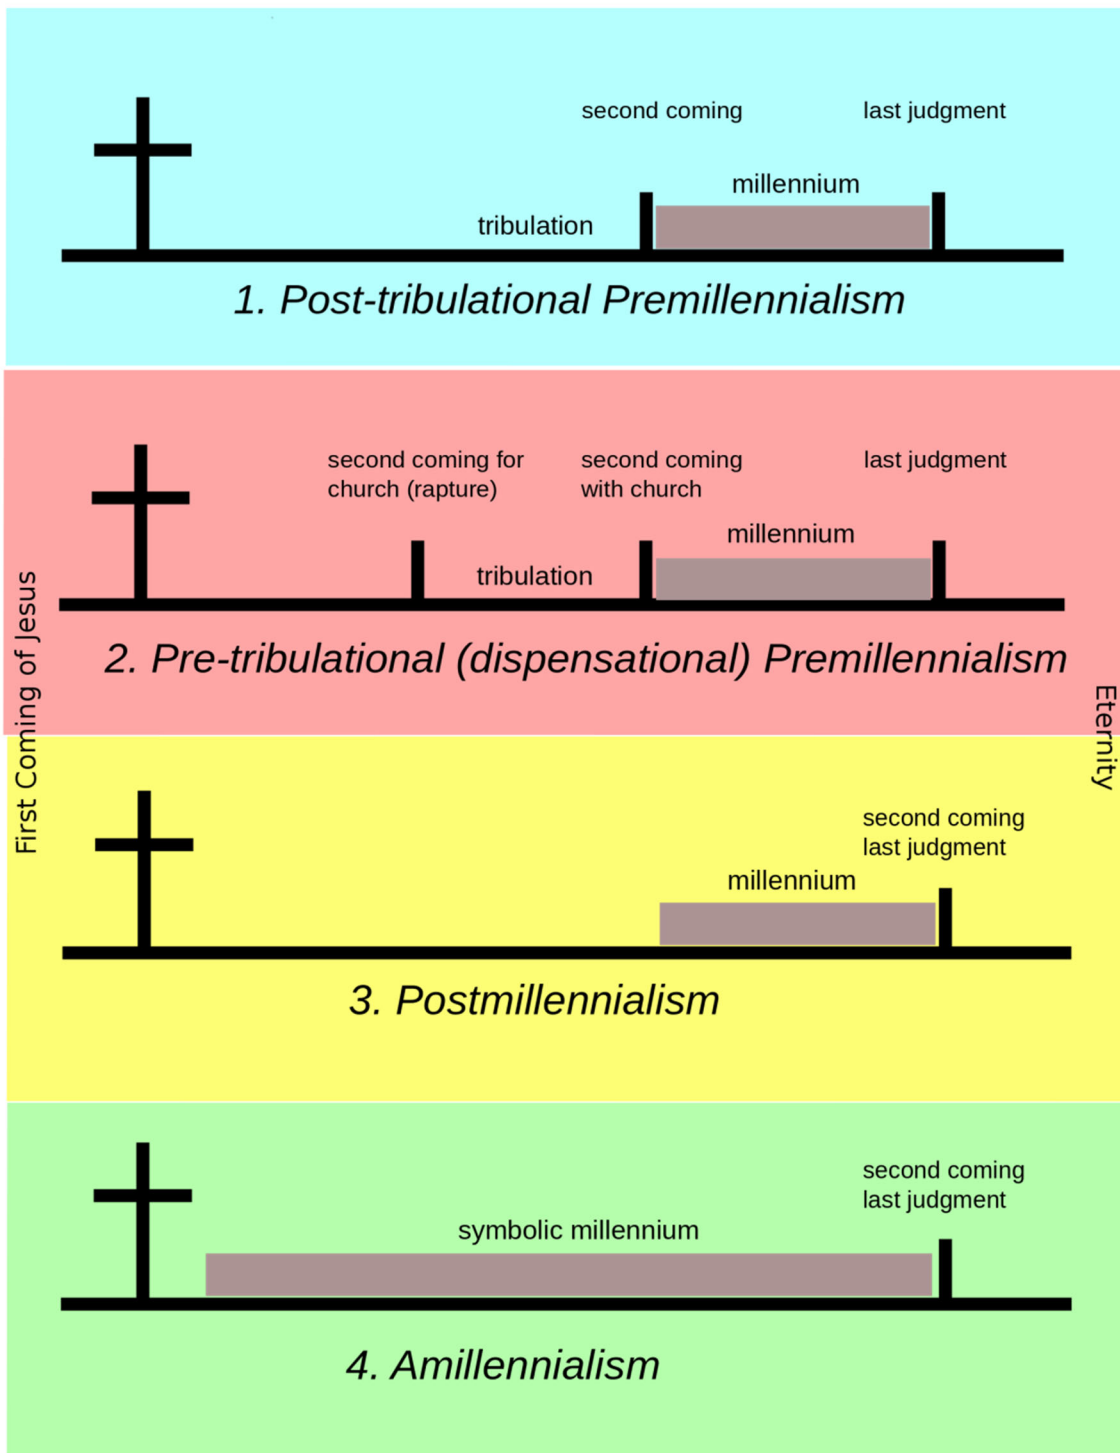 second coming
last judgment
millennium
tribulation
1. Post-tribulational Premillennialism
second coming for
church (rapture)
second coming
with church
last judgment
millennium
tribulation
2. Pre-tribulational (dispensational) Premillennialism
First Coming of Jesus
Eternity
second coming
last judgment
millennium
3. Postmillennialism
second coming
last judgment
symbolic millennium
4. Amillennialism